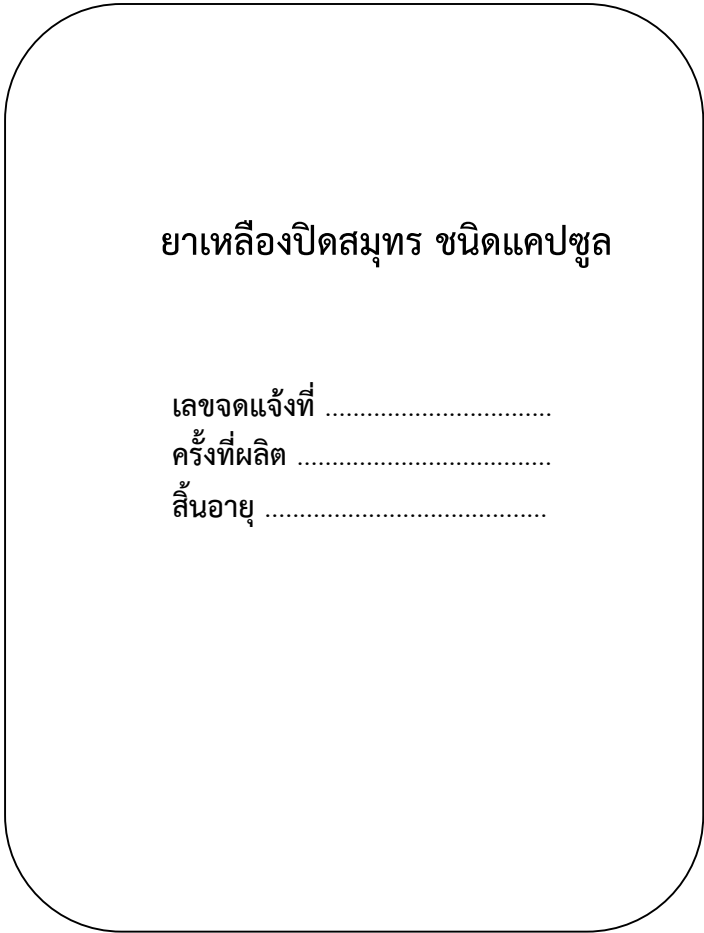 ยาเหลืองปิดสมุทร ชนิดแคปซูล
เลขจดแจ้งที่ .................................
ครั้งที่ผลิต .....................................
สิ้นอายุ .........................................